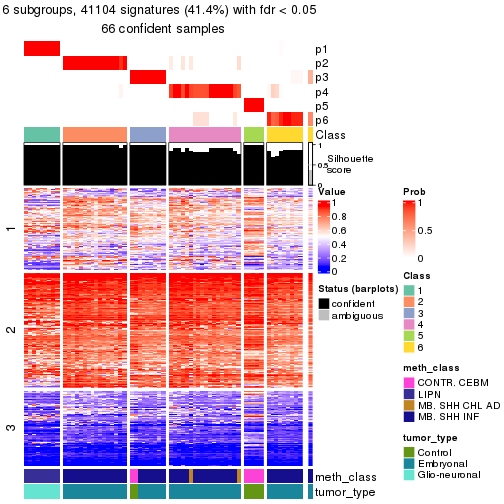 6 subgroups, 41104 signatures (41.4%) with fdr < 0.05
66 confident samples
p1
p2
p3
p4
p5
p6
Class
1
0.5
0
Silhouette
score
1
2
3
meth_class
tumor_type
Value
1
0.8
0.6
0.4
0.2
0
Status (barplots)
confident
ambiguous
Prob
1
0.5
0
Class
1
2
3
4
5
6
meth_class
CONTR. CEBM
LIPN
MB. SHH CHL AD
MB. SHH INF
tumor_type
Control
Embryonal
Glio-neuronal